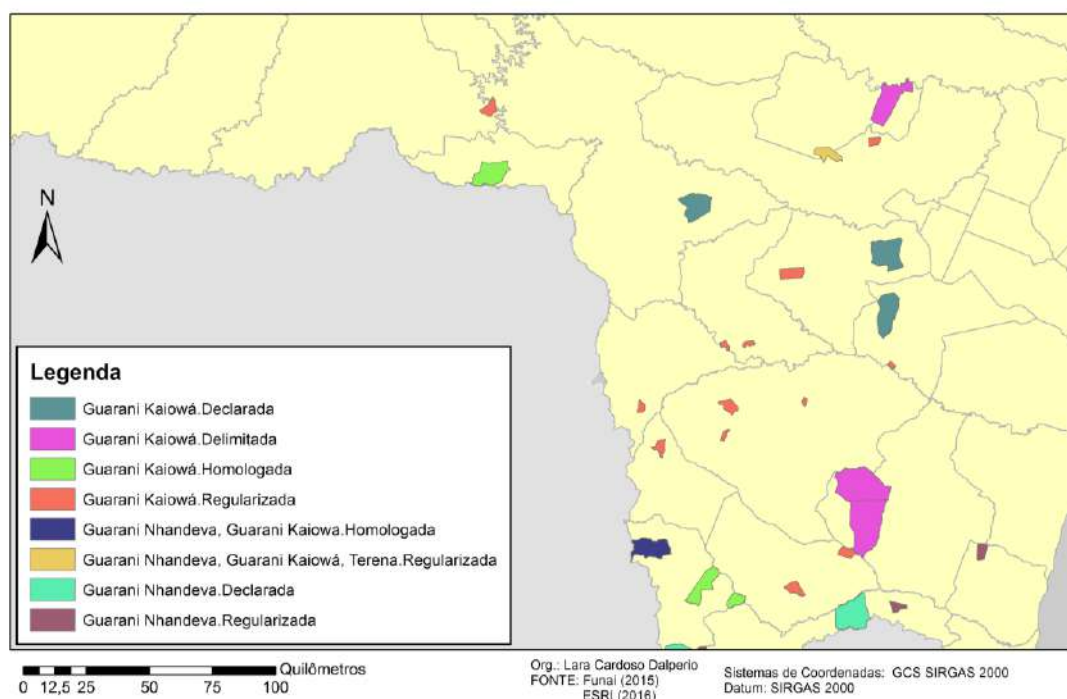 N
Legenda
Guarani Kaiowá.Declarada
Guarani Kaiowá.Delimitada
Guarani Kaiowá.Homologada
Guarani Kaiowá.Regularizada
Guarani Nhandeva, Guarani Kaiowa.Homologada
Guarani Nhandeva, Guarani Kaiowá, Terena.Regularizada
Guarani Nhandeva.Declarada
Guarani Nhandeva.Regularizada
Quilômetros
0 12,5 25 50 75 100
Org.: Lara Cardoso Dalperio
FONTE: Funai (2015)
ESRI (2016)
Sistemas de Coordenadas: GCS SIRGAS 2000
Datum: SIRGAS 2000